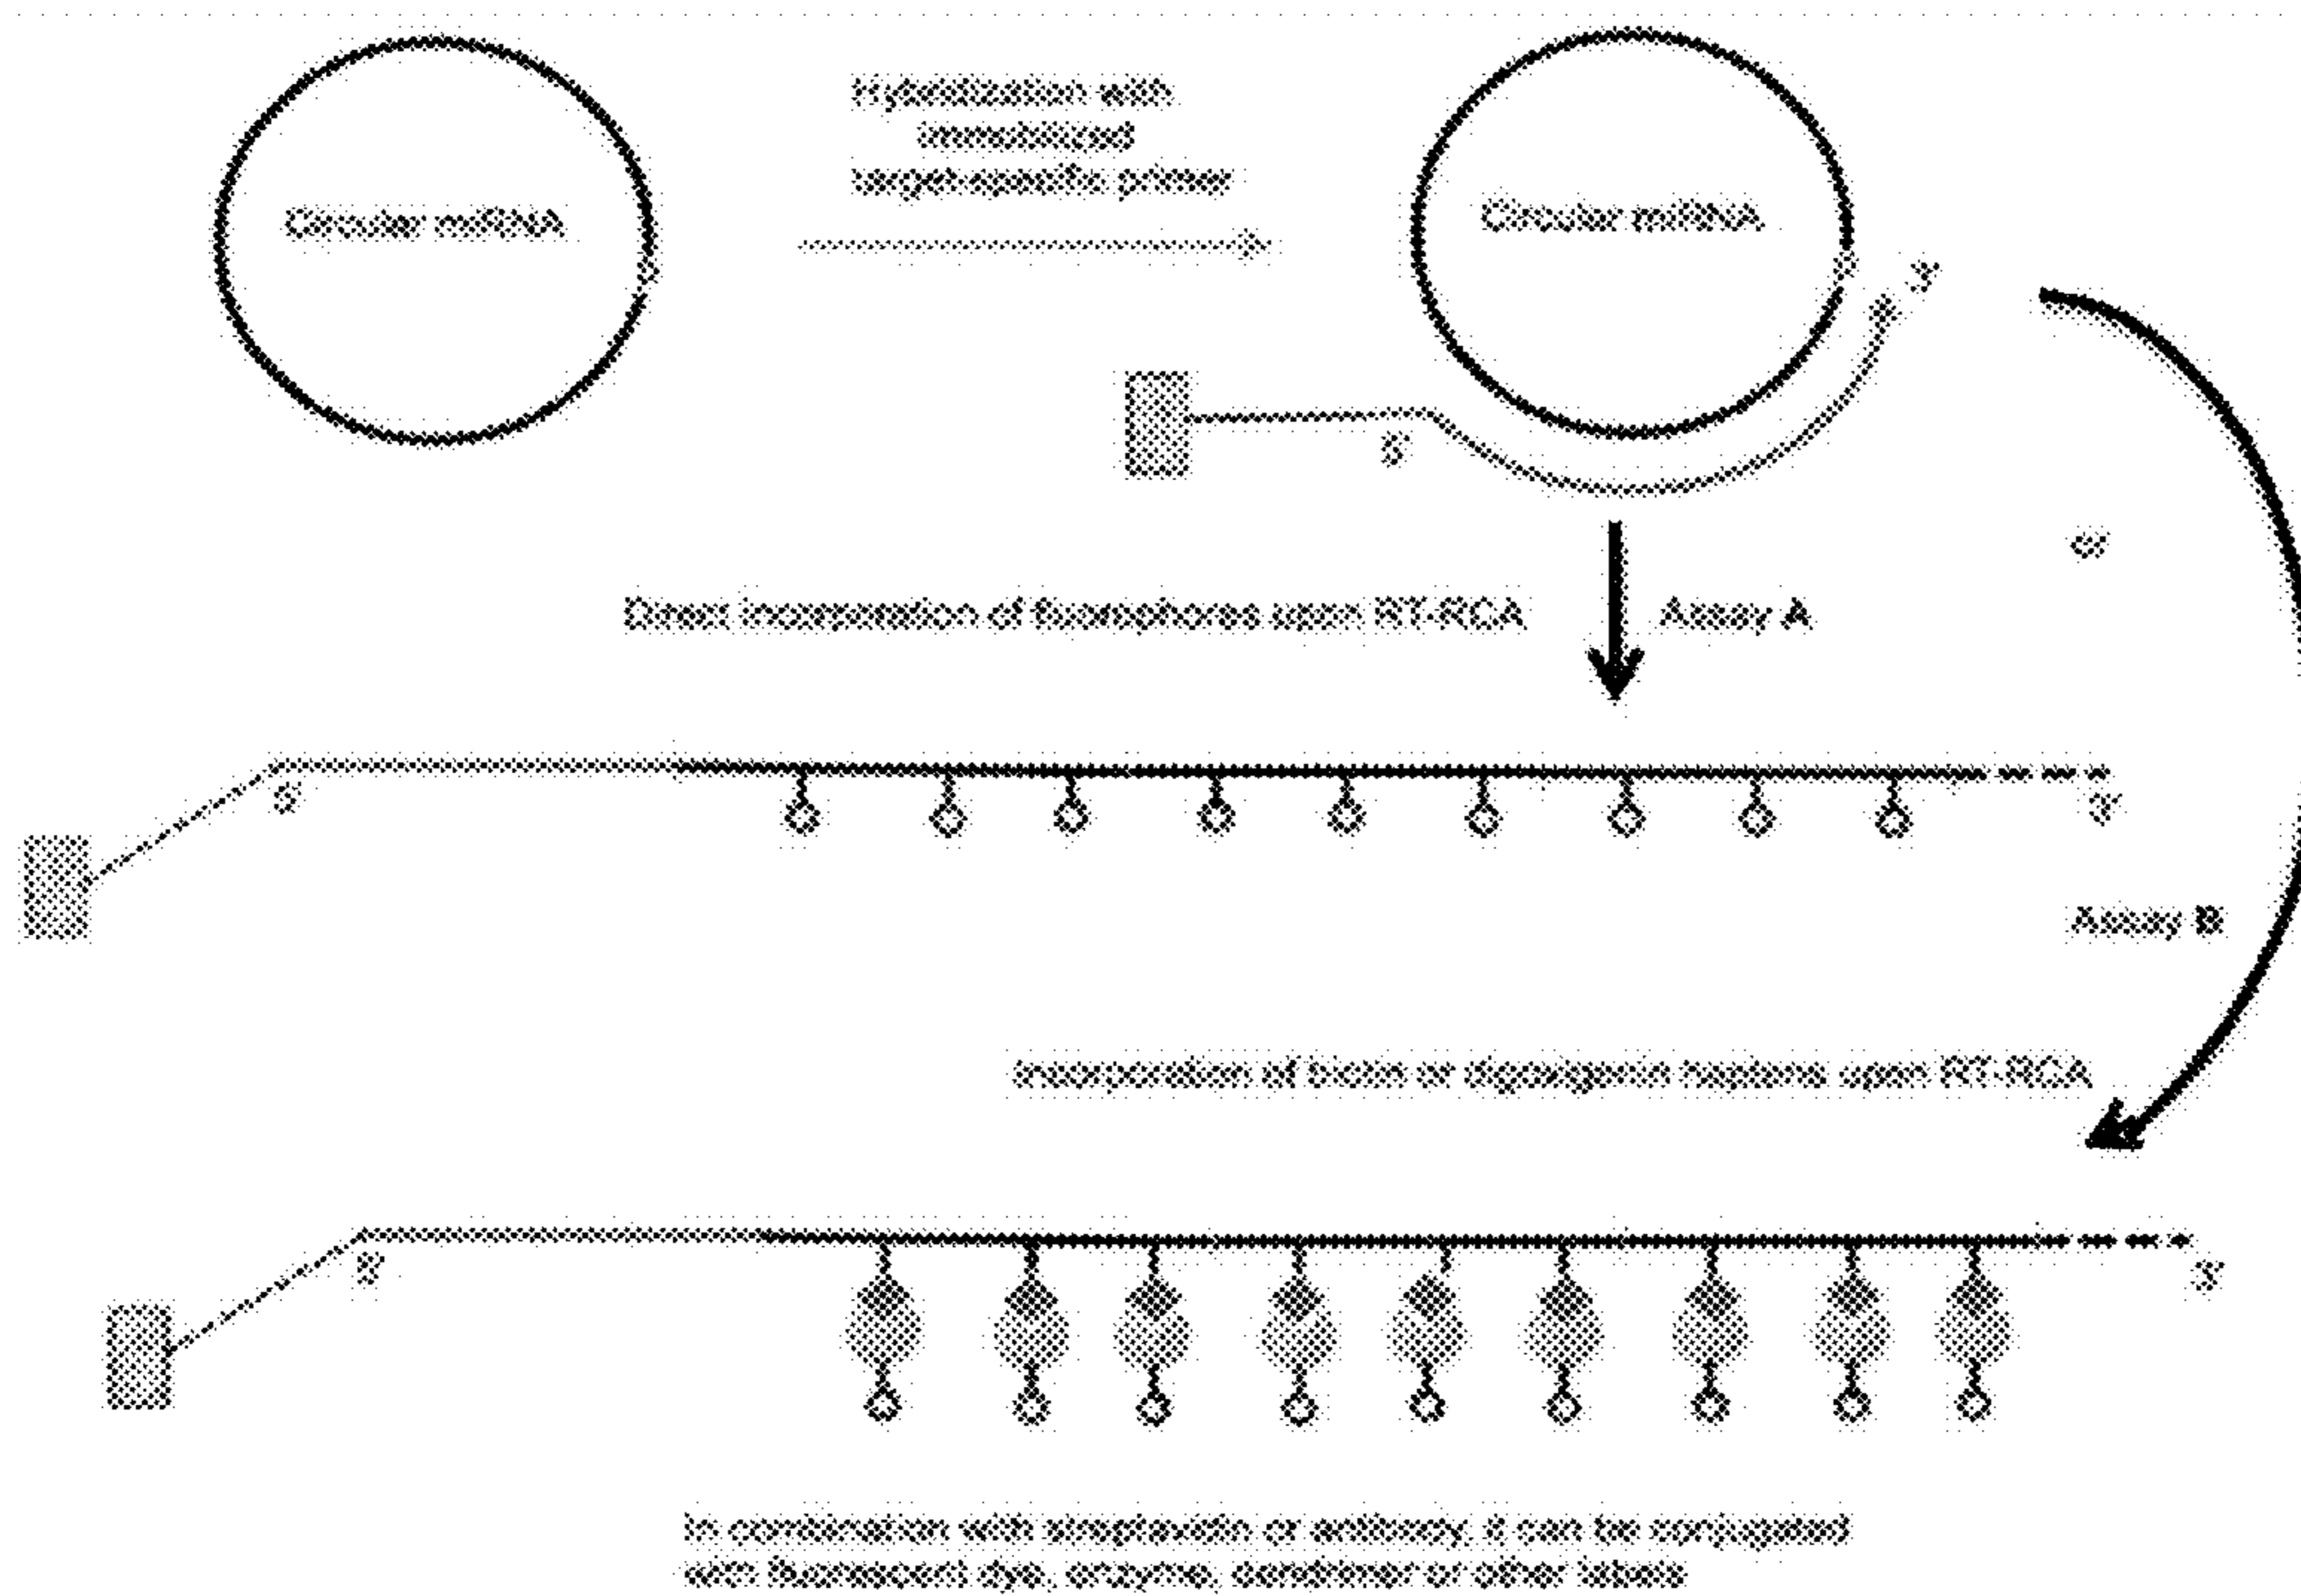 Circular miRNA
Hybridization with
immobilized
target-specific primer
Circular miRNA
3'
5'
or
Direct incorporation of fluorophores upon RT-RCA
Assay A
5'
3'
Assay B
Incorporation of biotin or digoxigenin haptens upon RT-RCA
5'
3'
In combination with streptavidin or antibody, it can be conjugated
with fluorescent dye, enzyme, dendrimer or other labels